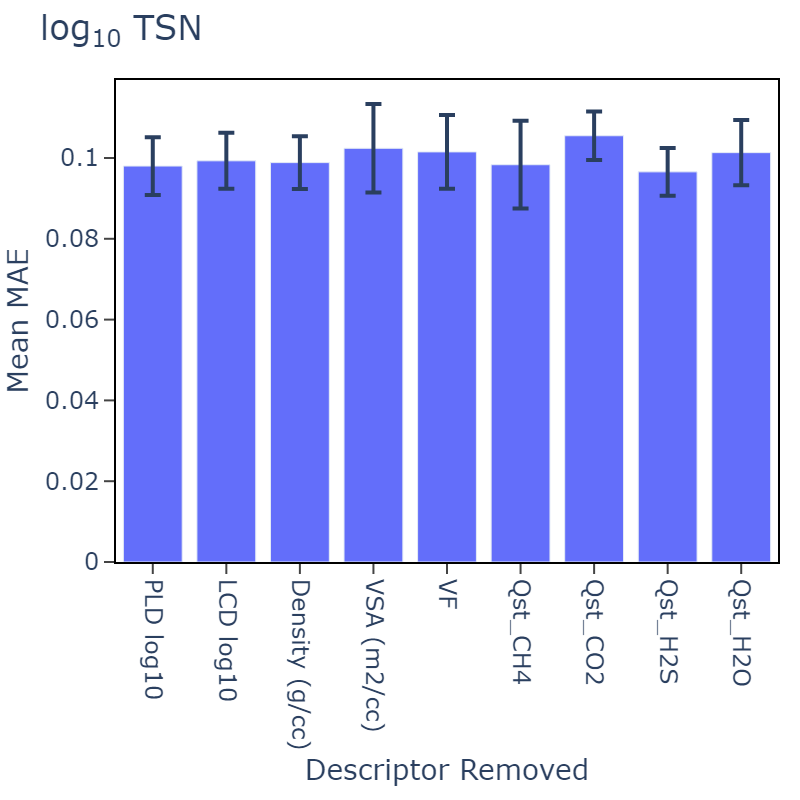 log₁₀ TSN
Mean MAE
0.1
0.08
0.06
0.04
0.02
0
PLD log10
LCD log10
Density (g/cc)
VSA (m2/cc)
VF
Qst_CH4
Qst_CO2
Qst_H2S
Qst_H2O
Descriptor Removed